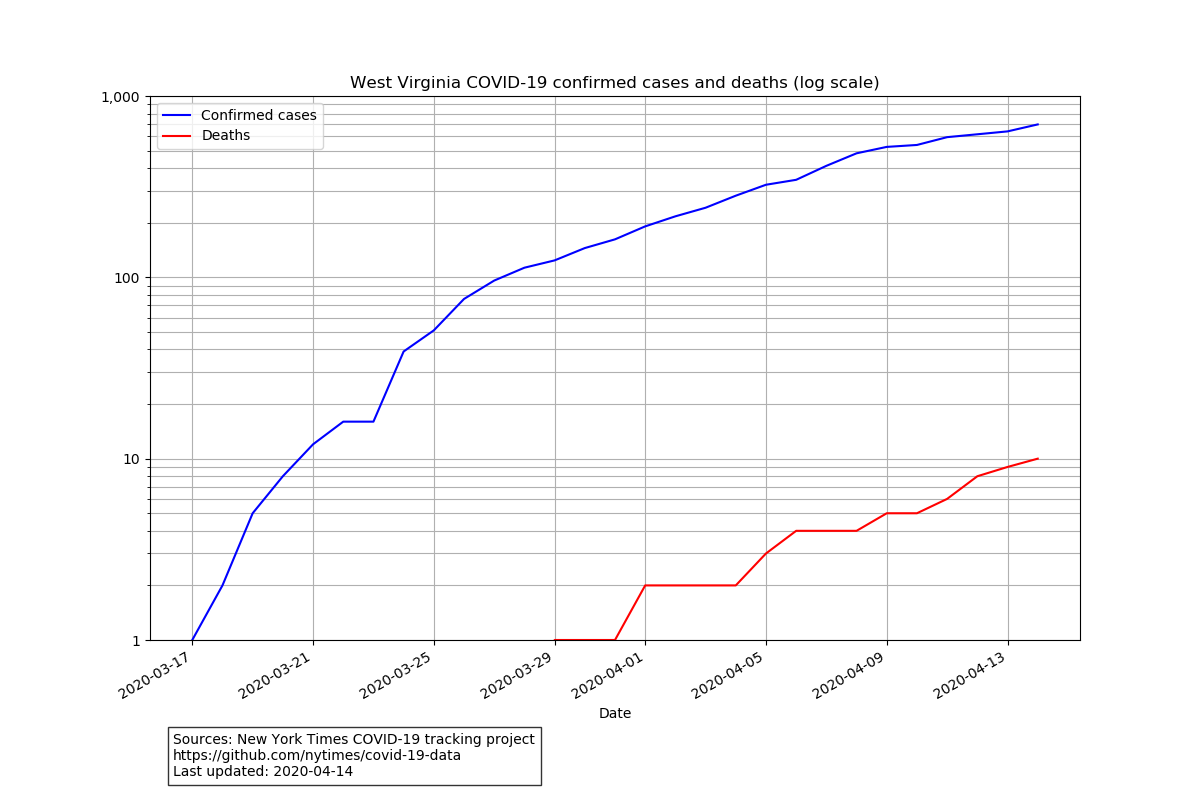 West Virginia COVID-19 confirmed cases and deaths (log scale)
Confirmed cases
Deaths
1,000
100
10
1
2020-03-17
2020-03-21
2020-03-25
2020-03-29
2020-04-01
2020-04-05
2020-04-09
2020-04-13
Date
Sources: New York Times COVID-19 tracking project
https://github.com/nytimes/covid-19-data
Last updated: 2020-04-14